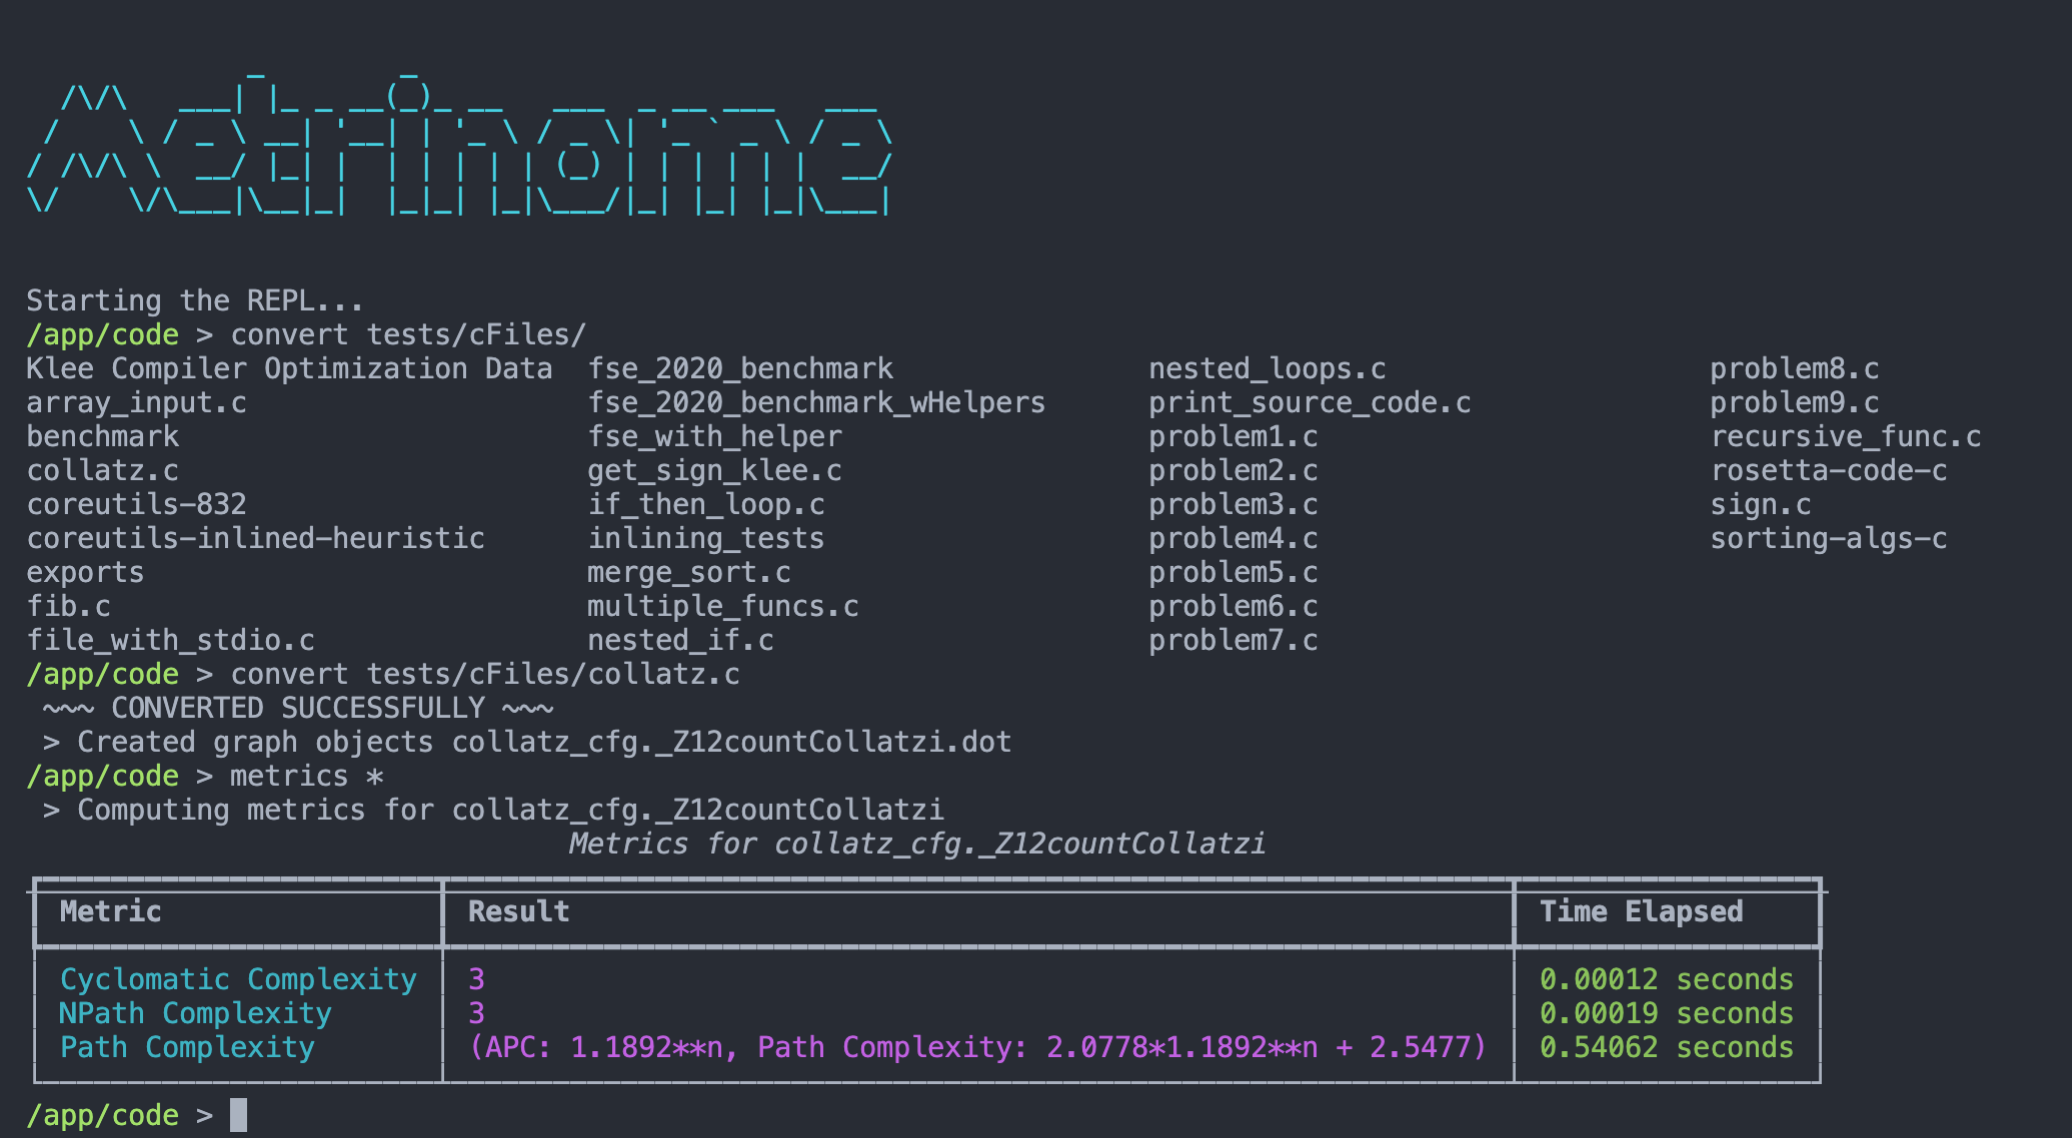 Metrinome
Starting the REPL...
/app/code > convert tests/cFiles/
Klee Compiler Optimization Data fse_2020_benchmark nested_loops.c problem8.c
array_input.c fse_2020_benchmark_wHelpers print_source_code.c problem9.c
benchmark fse_with_helper problem1.c recursive_func.c
collatz.c get_sign_klee.c problem2.c rosetta-code-c
coreutils-832 if_then_loop.c problem3.c sign.c
coreutils-inlined-heuristic inlining_tests problem4.c sorting-algs-c
exports merge_sort.c problem5.c
fib.c multiple_funcs.c problem6.c
file_with_stdio.c nested_if.c problem7.c
/app/code > convert tests/cFiles/collatz.c
~~~ CONVERTED SUCCESSFULLY ~~~
> Created graph objects collatz_cfg._Z12countCollatzi.dot
/app/code > metrics *
> Computing metrics for collatz_cfg._Z12countCollatzi
Metrics for collatz_cfg._Z12countCollatzi
Metric Result Time Elapsed
Cyclomatic Complexity 3 0.00012 seconds
NPath Complexity 3 0.00019 seconds
Path Complexity (APC: 1.1892**n, Path Complexity: 2.0778*1.1892**n + 2.5477) 0.54062 seconds
/app/code >